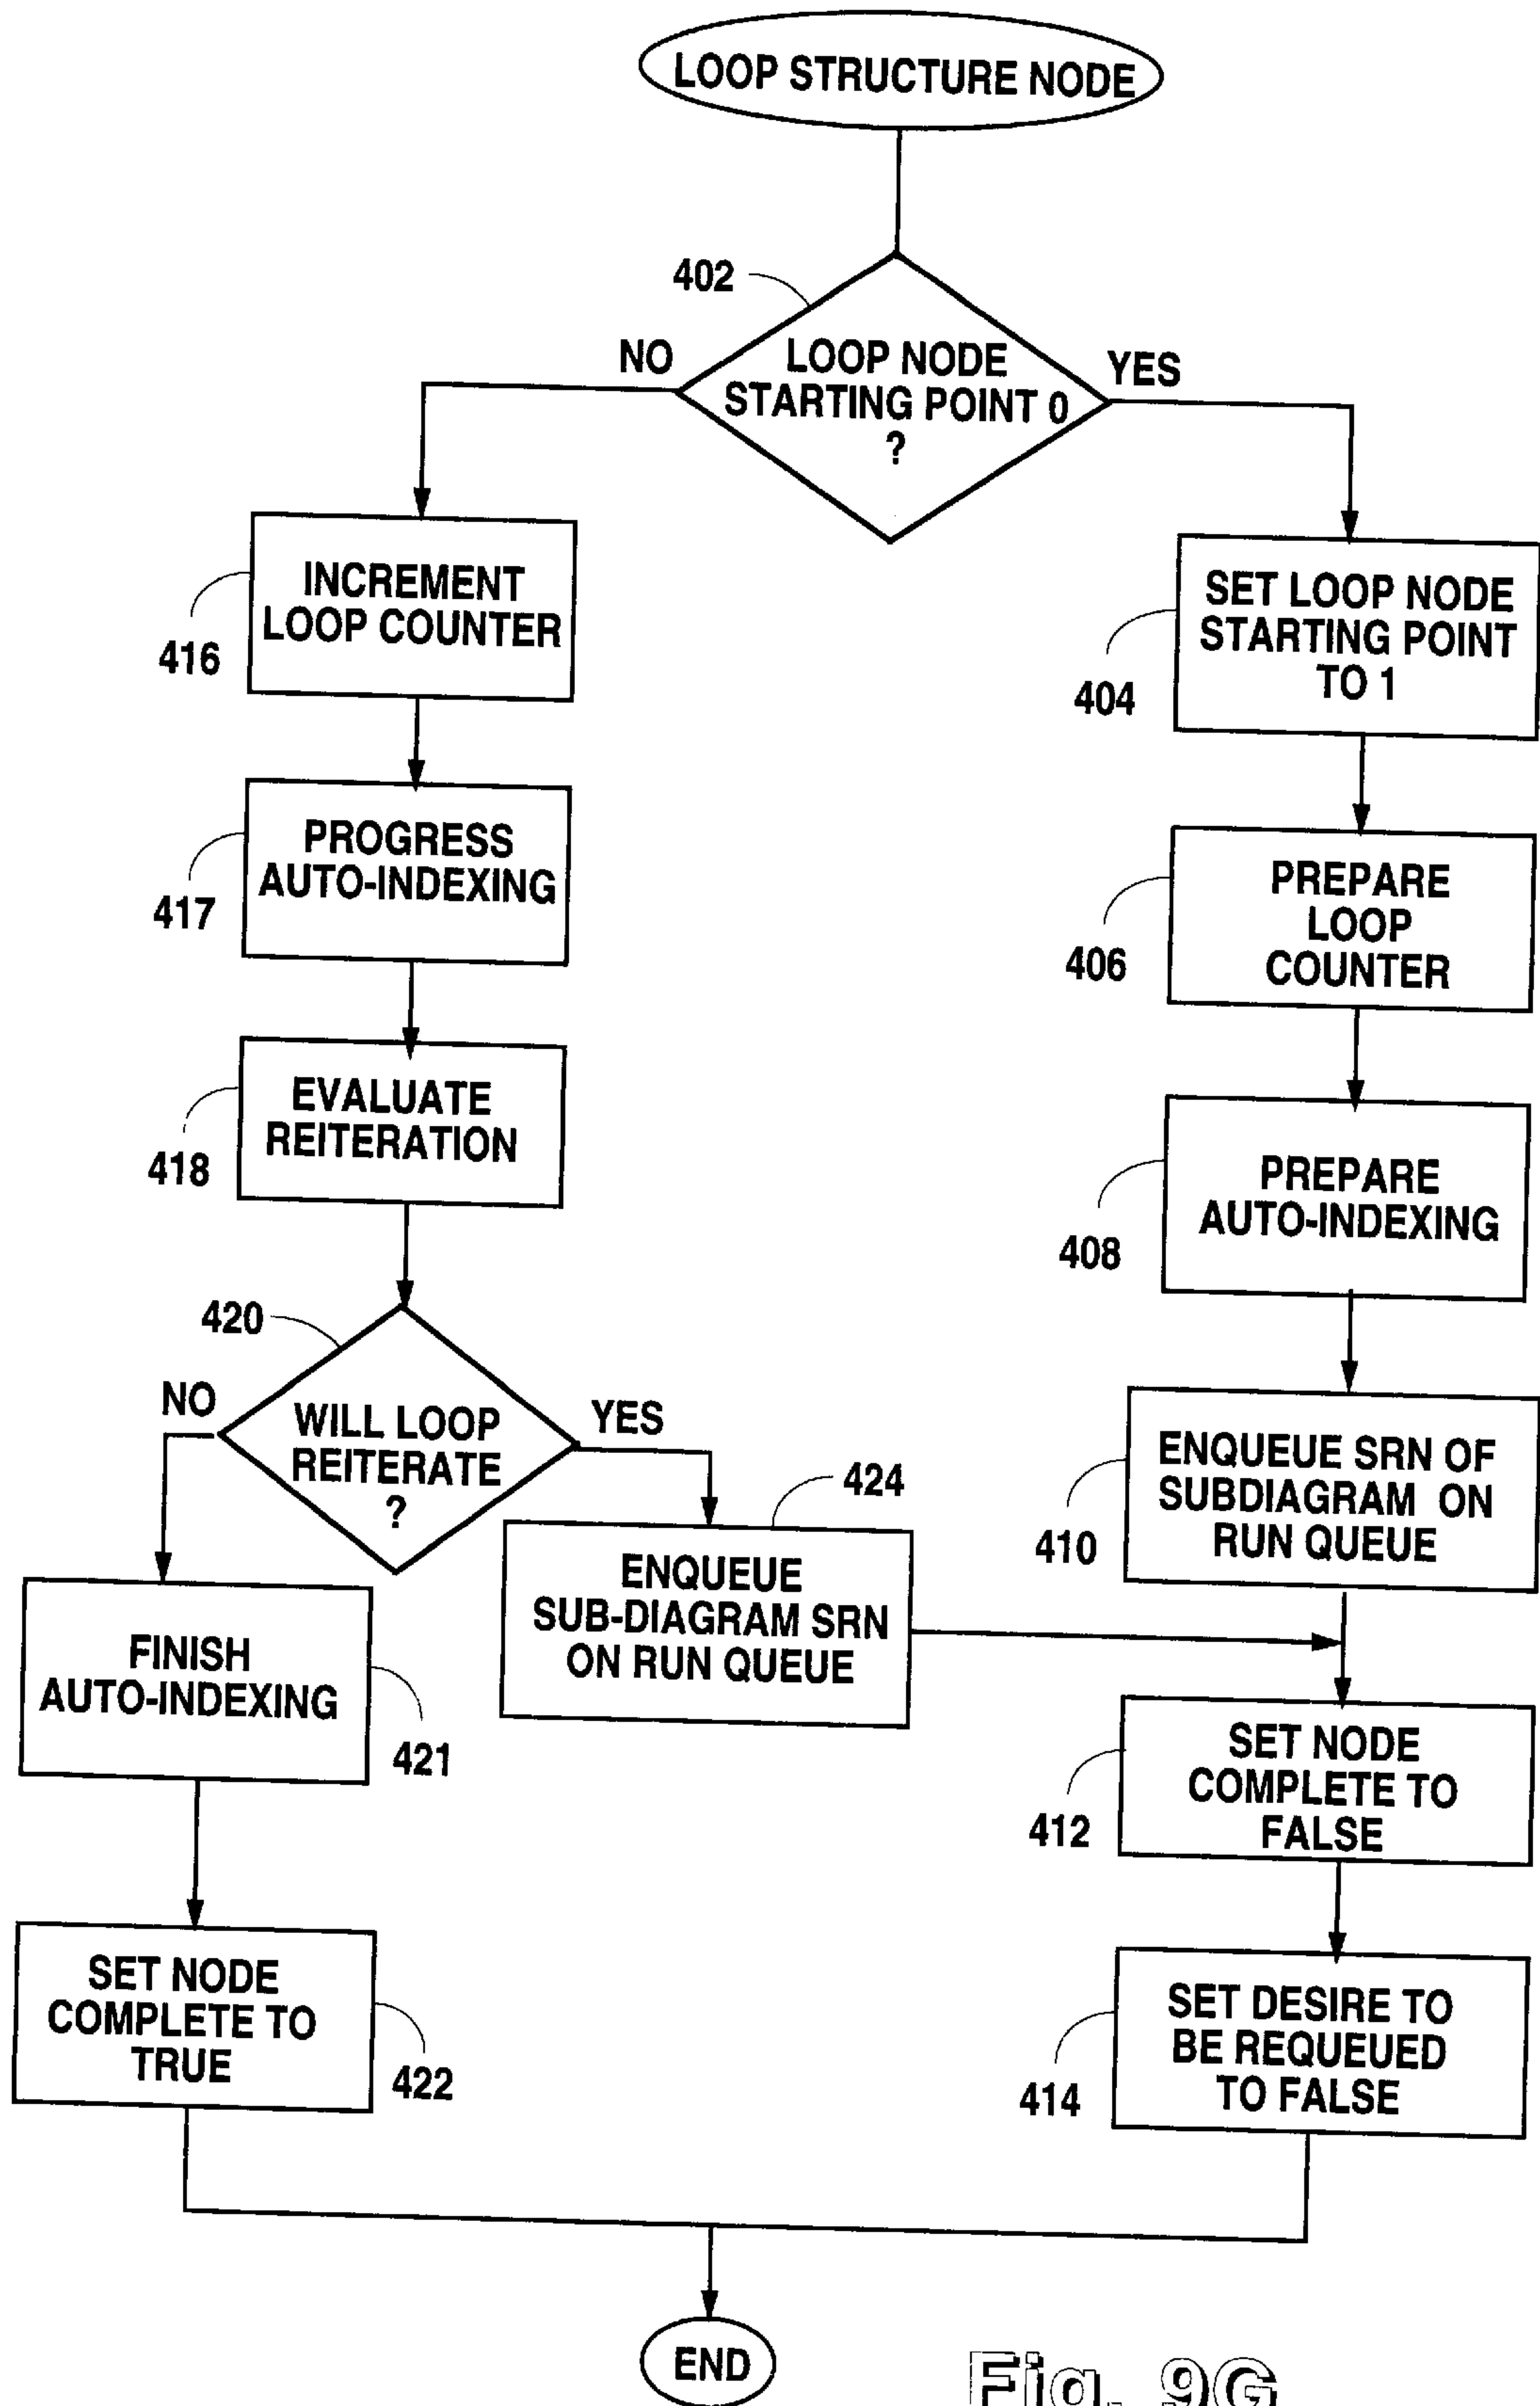 LOOP STRUCTURE NODE
402
NO
LOOP NODE
STARTING POINT 0
?
YES
INCREMENT
LOOP COUNTER
416
SET LOOP NODE
STARTING POINT
TO 1
404
PROGRESS
AUTO-INDEXING
417
PREPARE
LOOP
COUNTER
406
EVALUATE
REITERATION
418
PREPARE
AUTO-INDEXING
408
420
NO
WILL LOOP
REITERATE
?
YES
424
ENQUEUE SRN OF
SUBDIAGRAM ON
RUN QUEUE
410
ENQUEUE
SUB-DIAGRAM SRN
ON RUN QUEUE
FINISH
AUTO-INDEXING
421
SET NODE
COMPLETE TO
FALSE
412
SET NODE
COMPLETE TO
TRUE
422
SET DESIRE TO
BE REQUEUED
TO FALSE
414
END
Fig. 9G